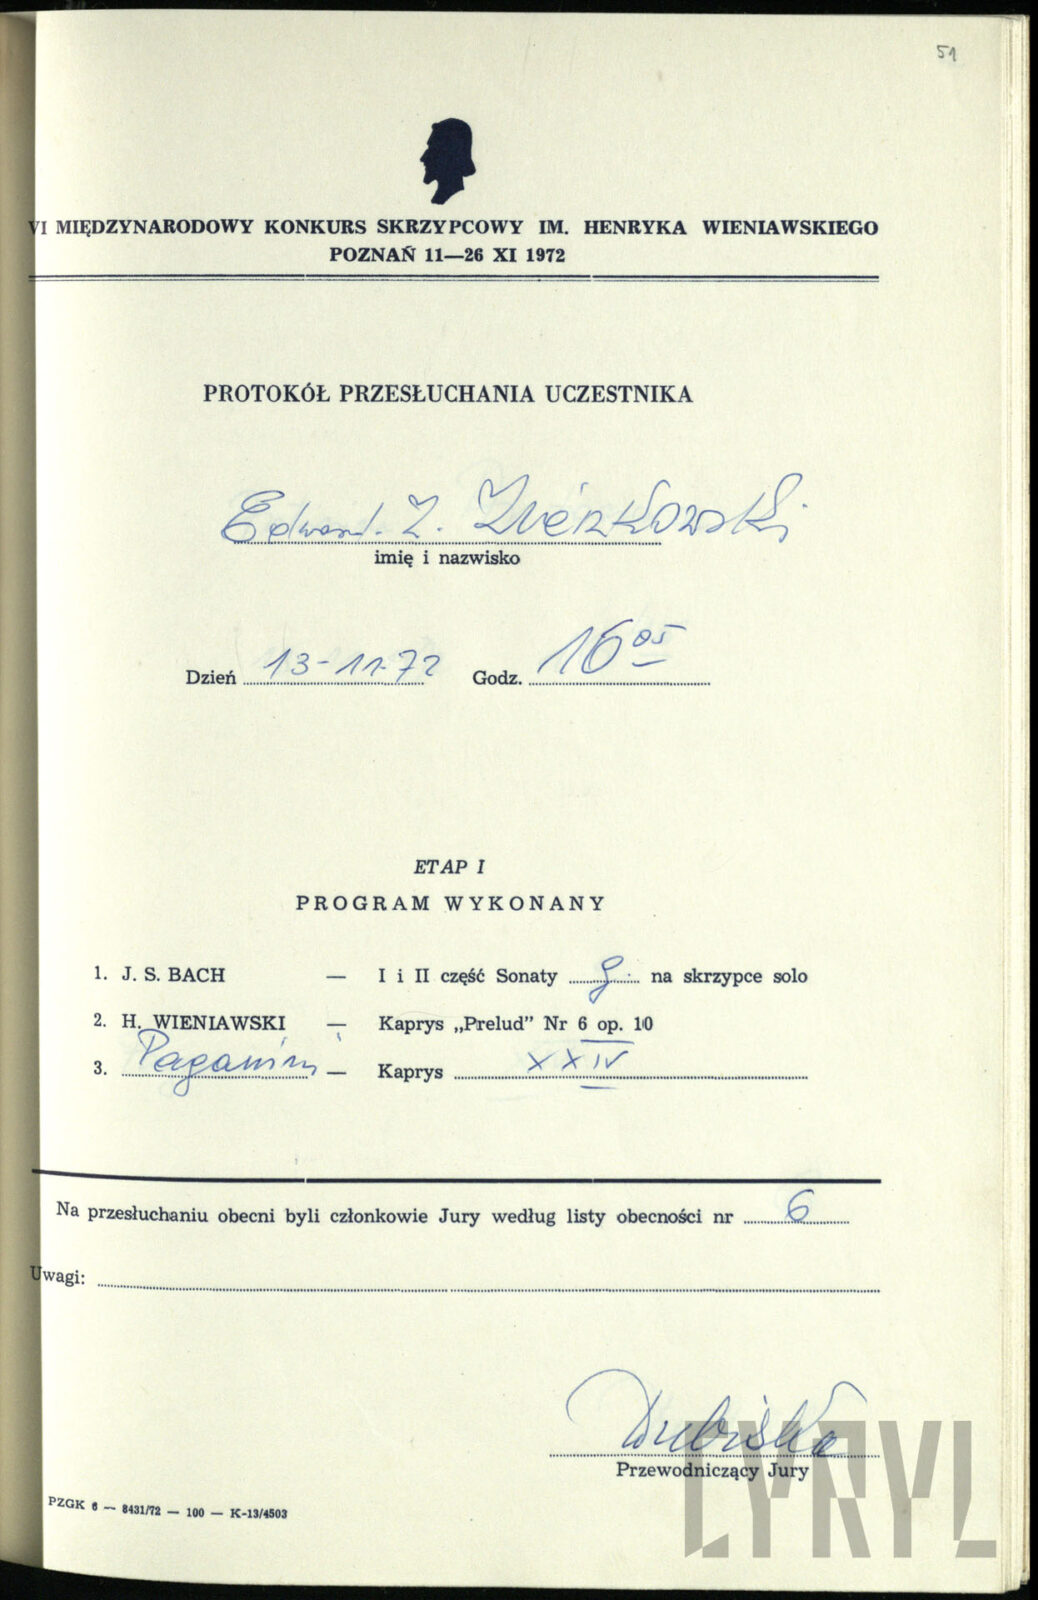 51
VI MIĘDZYNARODOWY KONKURS SKRZYPCOWY IM. HENRYKA WIENIAWSKIEGO
POZNAŃ 11—26 XI 1972
PROTOKÓŁ PRZESŁUCHANIA UCZESTNIKA
Edward Z.
imię i nazwisko
Dzień 13-11-72 Godz. 16 05
ETAP I
PROGRAM WYKONANY
1. J. S. BACH — I i II część Sonaty g. na skrzypce solo
2. H. WIENIAWSKI — Kaprys „Prelud” Nr 6 op. 10
3. Paganini — Kaprys XXIV
Na przesłuchaniu obecni byli członkowie Jury według listy obecności nr 6
Uwagi:
Dubiska
Przewodniczący Jury
PZGK 6 — 8431/72 — 100 — K-13/4503
CYRYL